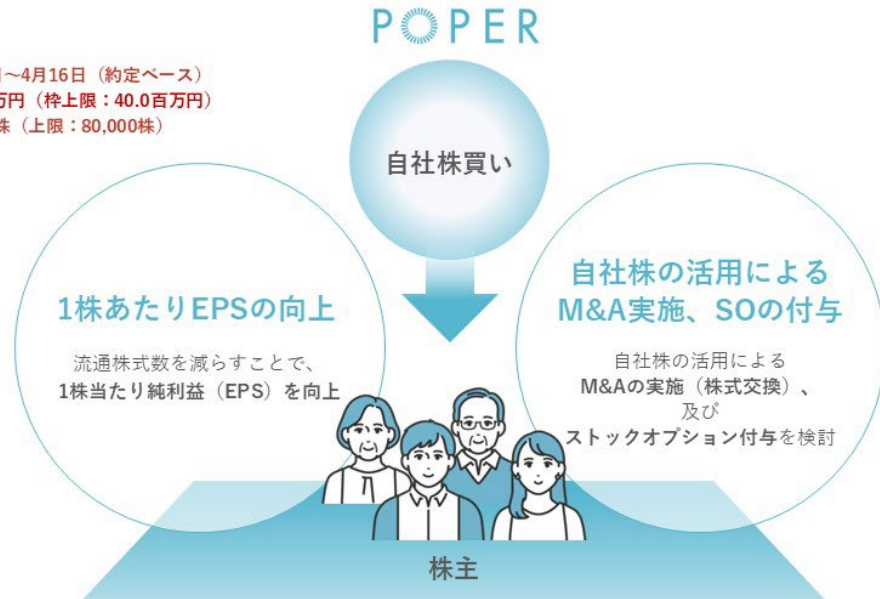 POPER
～4月16日（約定ベース）
万円（枠上限：40.0百万円）
株（上限：80,000株）
自社株買い
1株あたりEPSの向上
流通株式数を減らすことで、
1株当たり純利益（EPS）を向上
自社株の活用による
M&A実施、SOの付与
自社株の活用による
M&Aの実施（株式交換）、
及び
ストックオプション付与を検討
株主